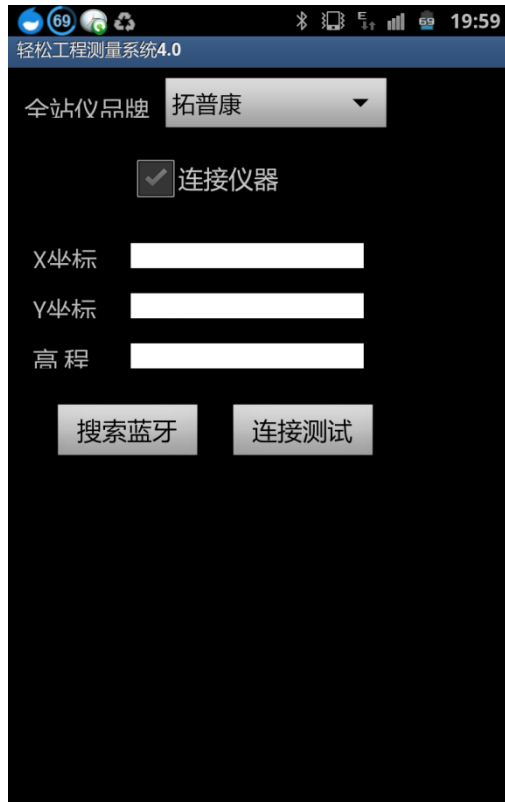 69 E 69 19:59
轻松工程测量系统4.0
全站仪品牌 拓普康
连接仪器
X坐标
Y坐标
高 程
搜索蓝牙 连接测试